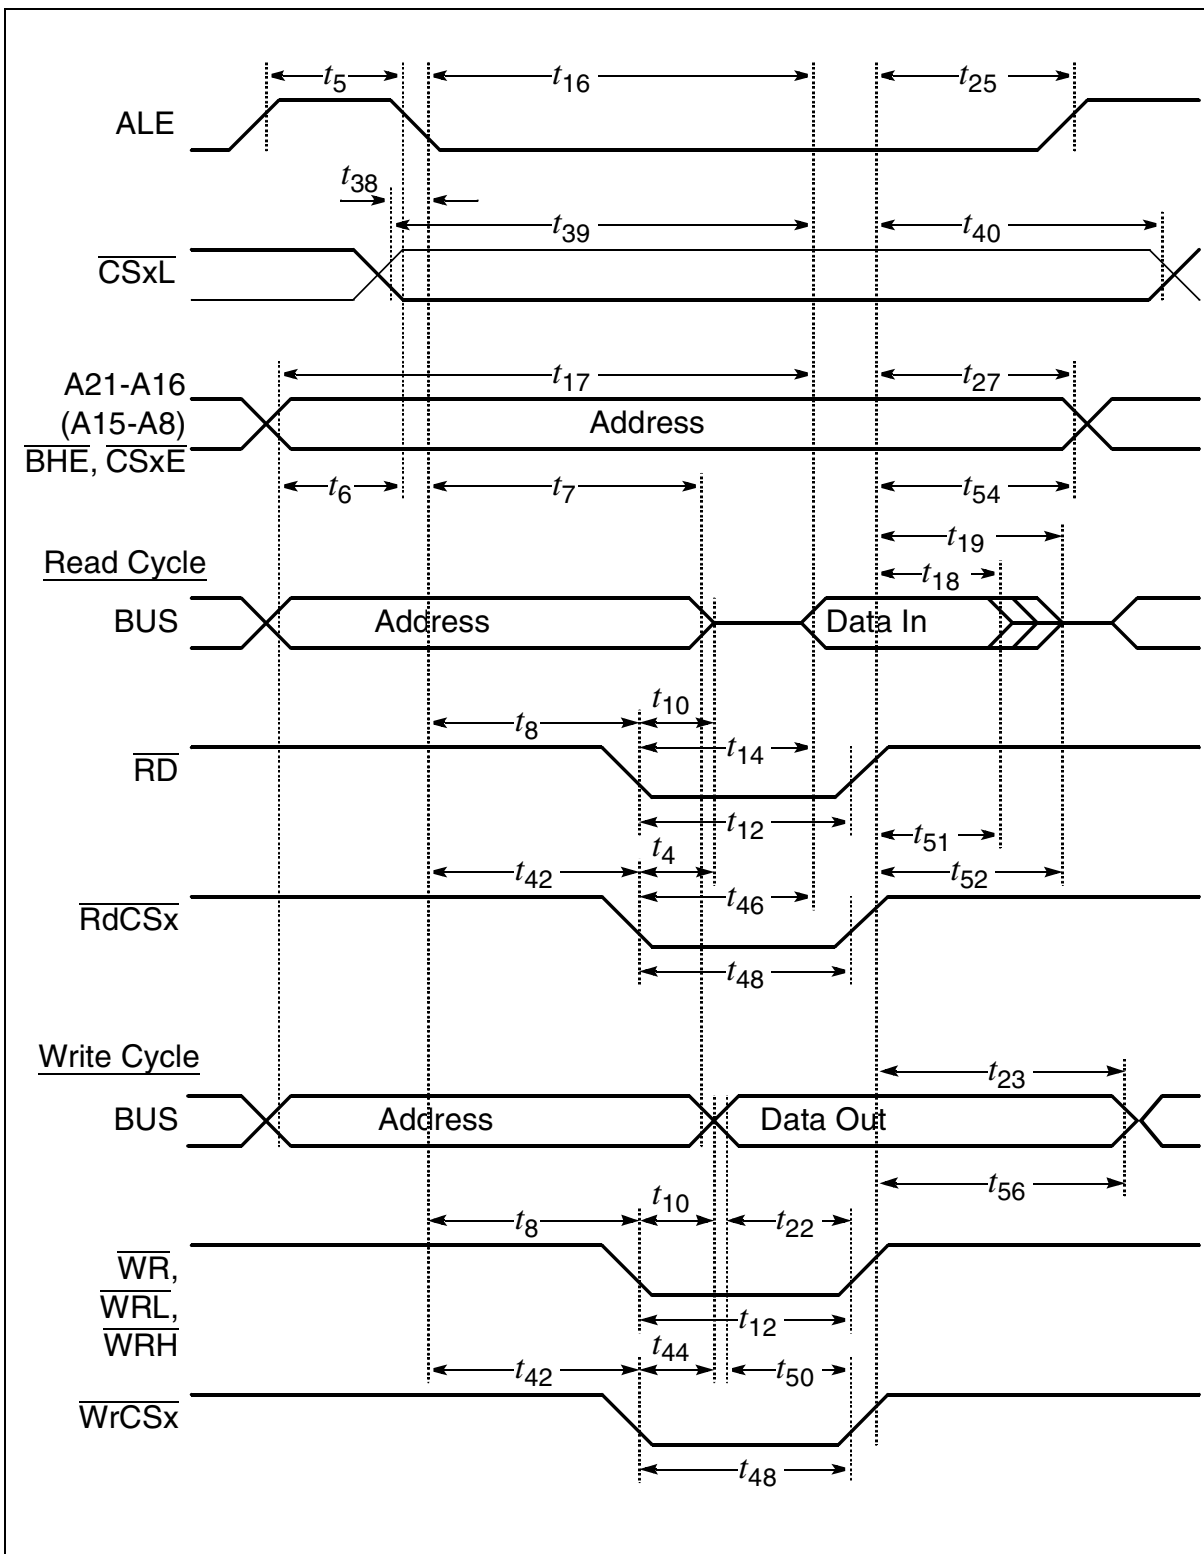 t5 t16 t25
ALE
t38
t39 t40
CSxL
t17 t27
A21-A16
(A15-A8)
BHE, CSxE
Address
t6 t7 t54
t19
Read Cycle
t18
BUS Address Data In
t10
t8
t14
RD
t12
t51
t4
t42 t52
t46
RdCSx
t48
Write Cycle
t23
BUS Address Data Out
t56
t10
t8 t22
WR,
WRL,
WRH
t12
t44
t42 t50
WrCSx
t48